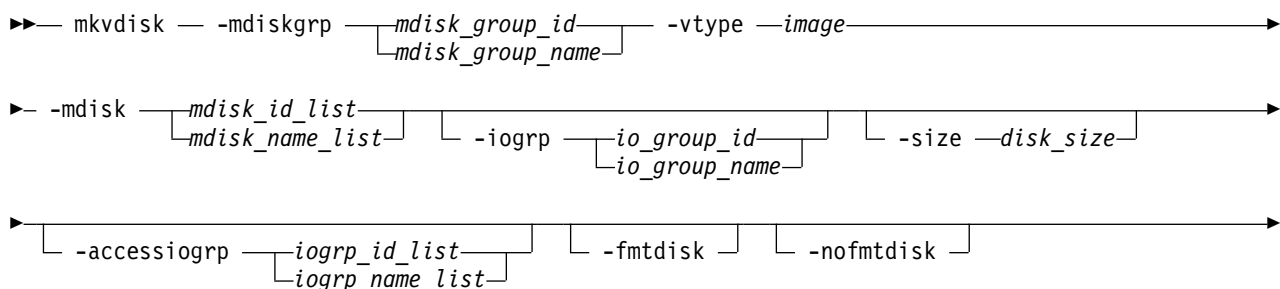 mkvdisk -mdiskgrp mdisk_group_id -vtype image
mdisk_group_name
-mdisk mdisk_id_list
mdisk_name_list -iogrp io_group_id -size disk_size
io_group_name
-accessiogrp iogrp_id_list -fmtdisk -nofmtdisk
iogrp_name_list